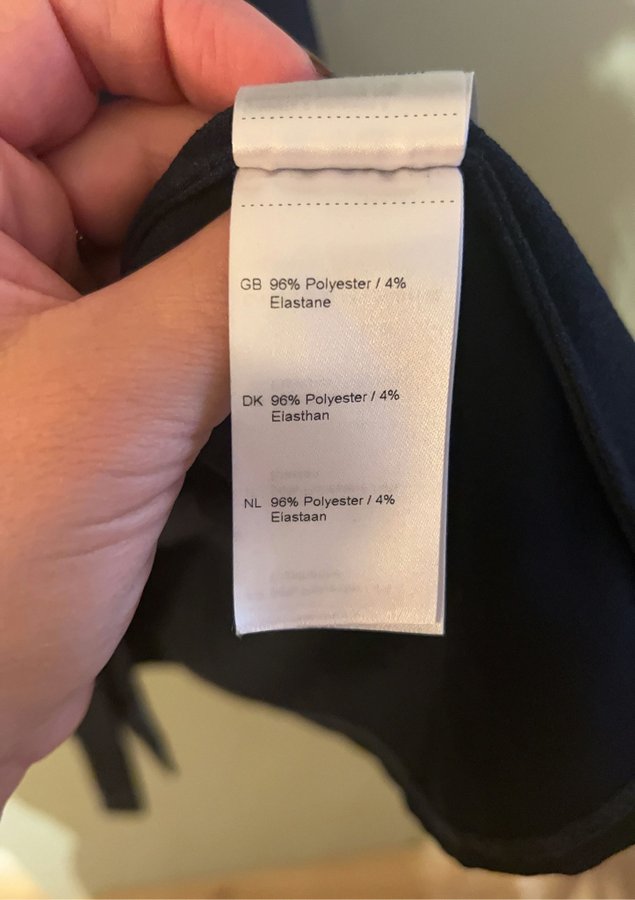 GB 96% Polyester / 4%
Elastane
DK 96% Polyester / 4%
Elasthan
NL 96% Polyester / 4%
Elastaan